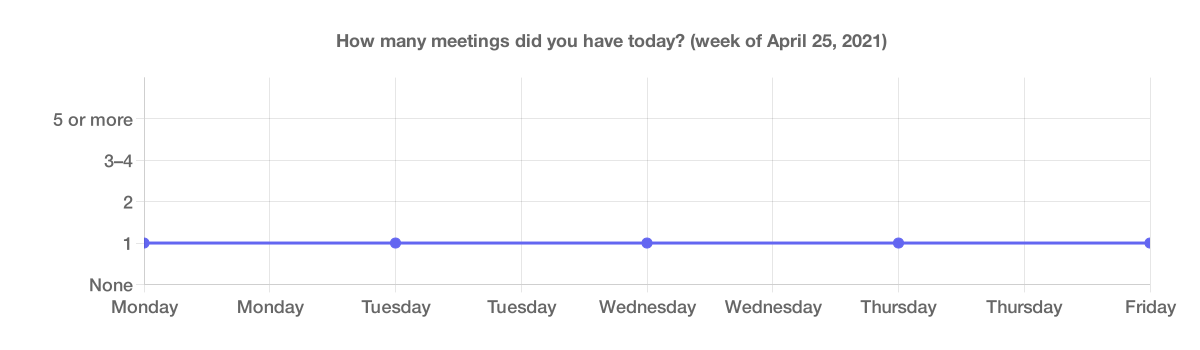 How many meetings did you have today? (week of April 25, 2021)
5 or more
3–4
2
1
None
Monday Monday Tuesday Tuesday Wednesday Wednesday Thursday Thursday Friday